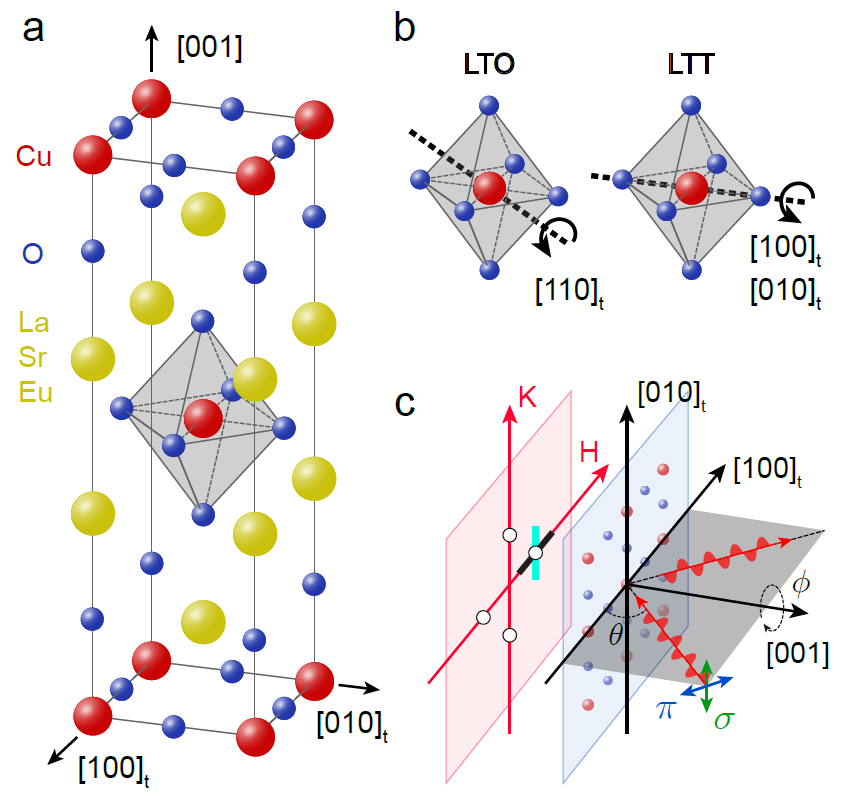 a
[001]
Cu
O
La
Sr
Eu
[010]t
[100]t
b
LTO
LTT
[110]t
[100]t
[010]t
c
K
H
[010]t
[100]t
ϕ
θ
[001]
π
σ